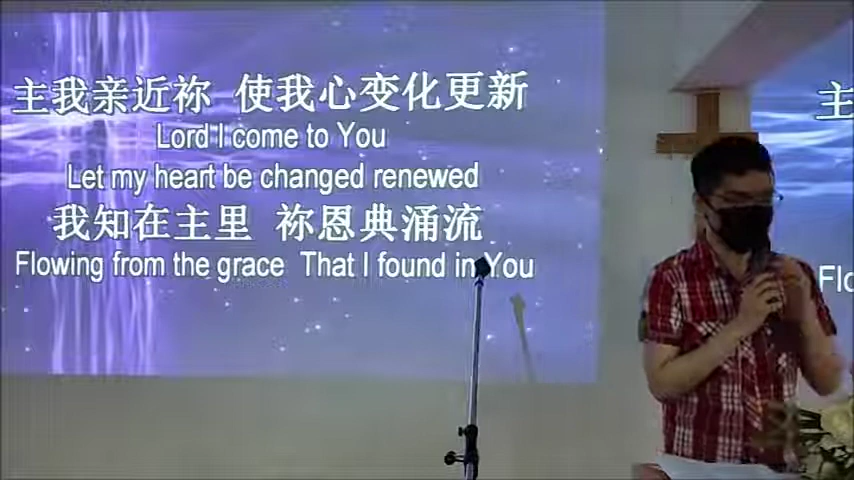 主我亲近祢 使我心变化更新
Lord I come to You
Let my heart be changed renewed
我知在主里 祢恩典涌流
Flowing from the grace That I found in You
主
Flo